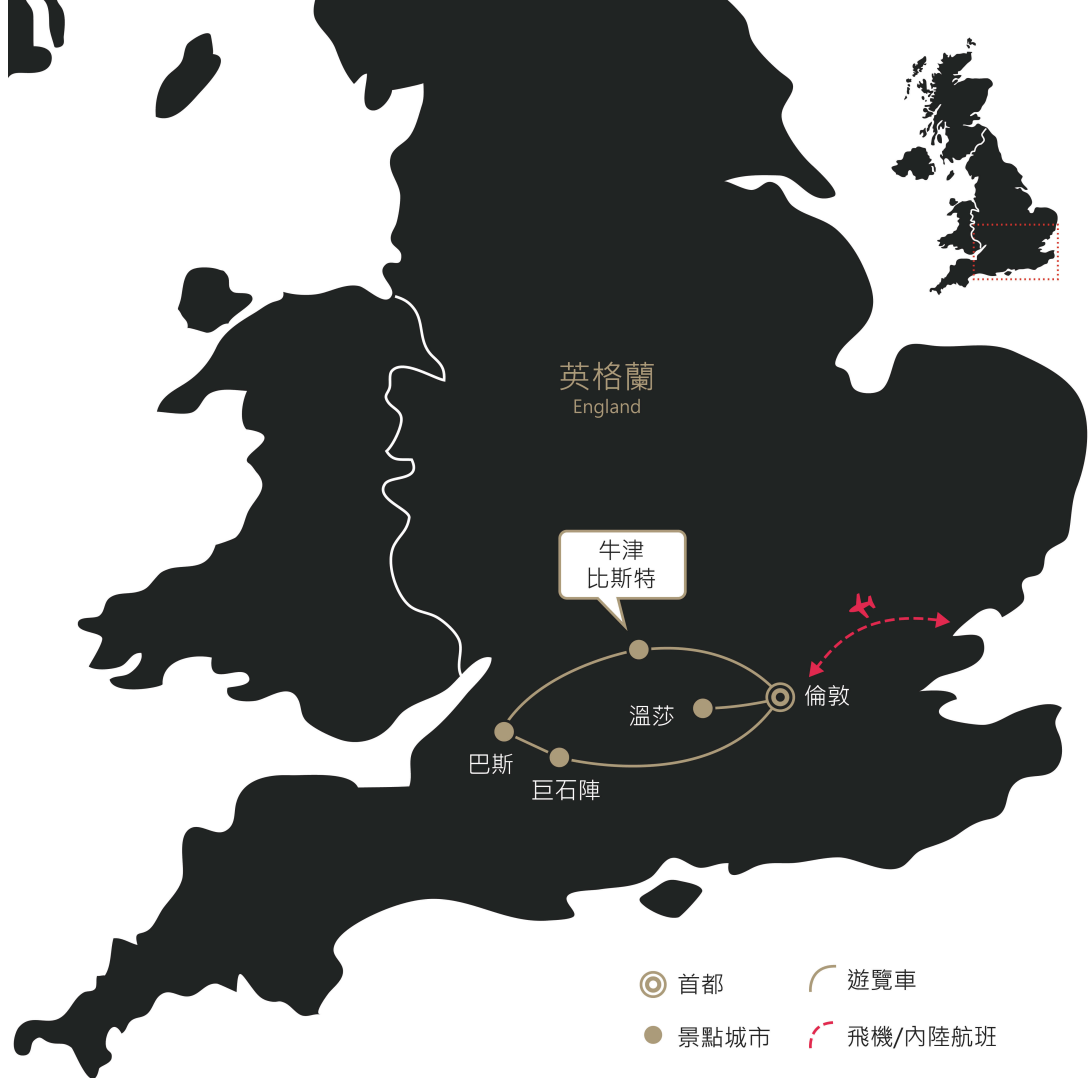 英格蘭
England
牛津
比斯特
倫敦
溫莎
巴斯
巨石陣
首都
遊覽車
景點城市
飛機/內陸航班